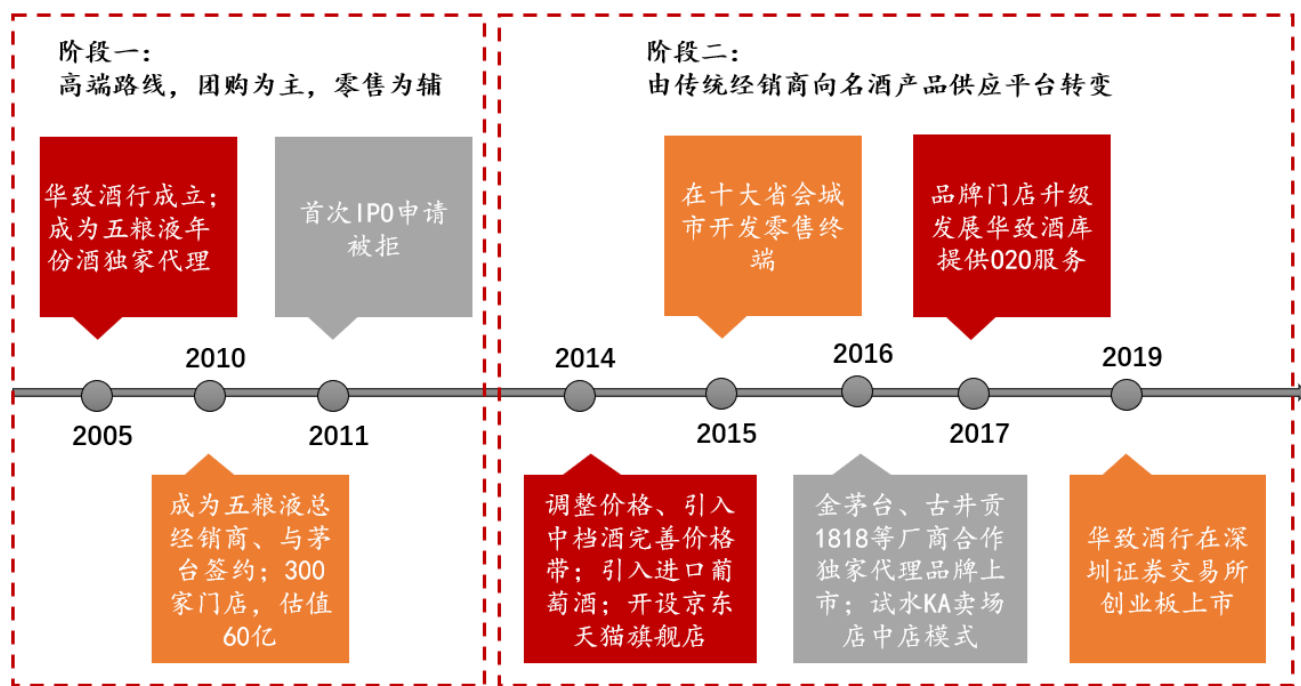 阶段一：
高端路线，团购为主，零售为辅
华致酒行成立；
成为五粮液年
份酒独家代理
首次IPO申请
被拒
2010
2005
2011
成为五粮液总
经销商、与茅
台签约；300
家门店，估值
60亿
阶段二：
由传统经销商向名酒产品供应平台转变
在十大省会城
市开发零售终
端
品牌门店升级
发展华致酒库
提供O2O服务
2014
2016
2019
2015
2017
调整价格、引入
中档酒完善价格
带；引入进口葡
萄酒；开设京东
天猫旗舰店
金茅台、古井贡
1818等厂商合作
独家代理品牌上
市；试水KA卖场
店中店模式
华致酒行在深
圳证券交易所
创业板上市